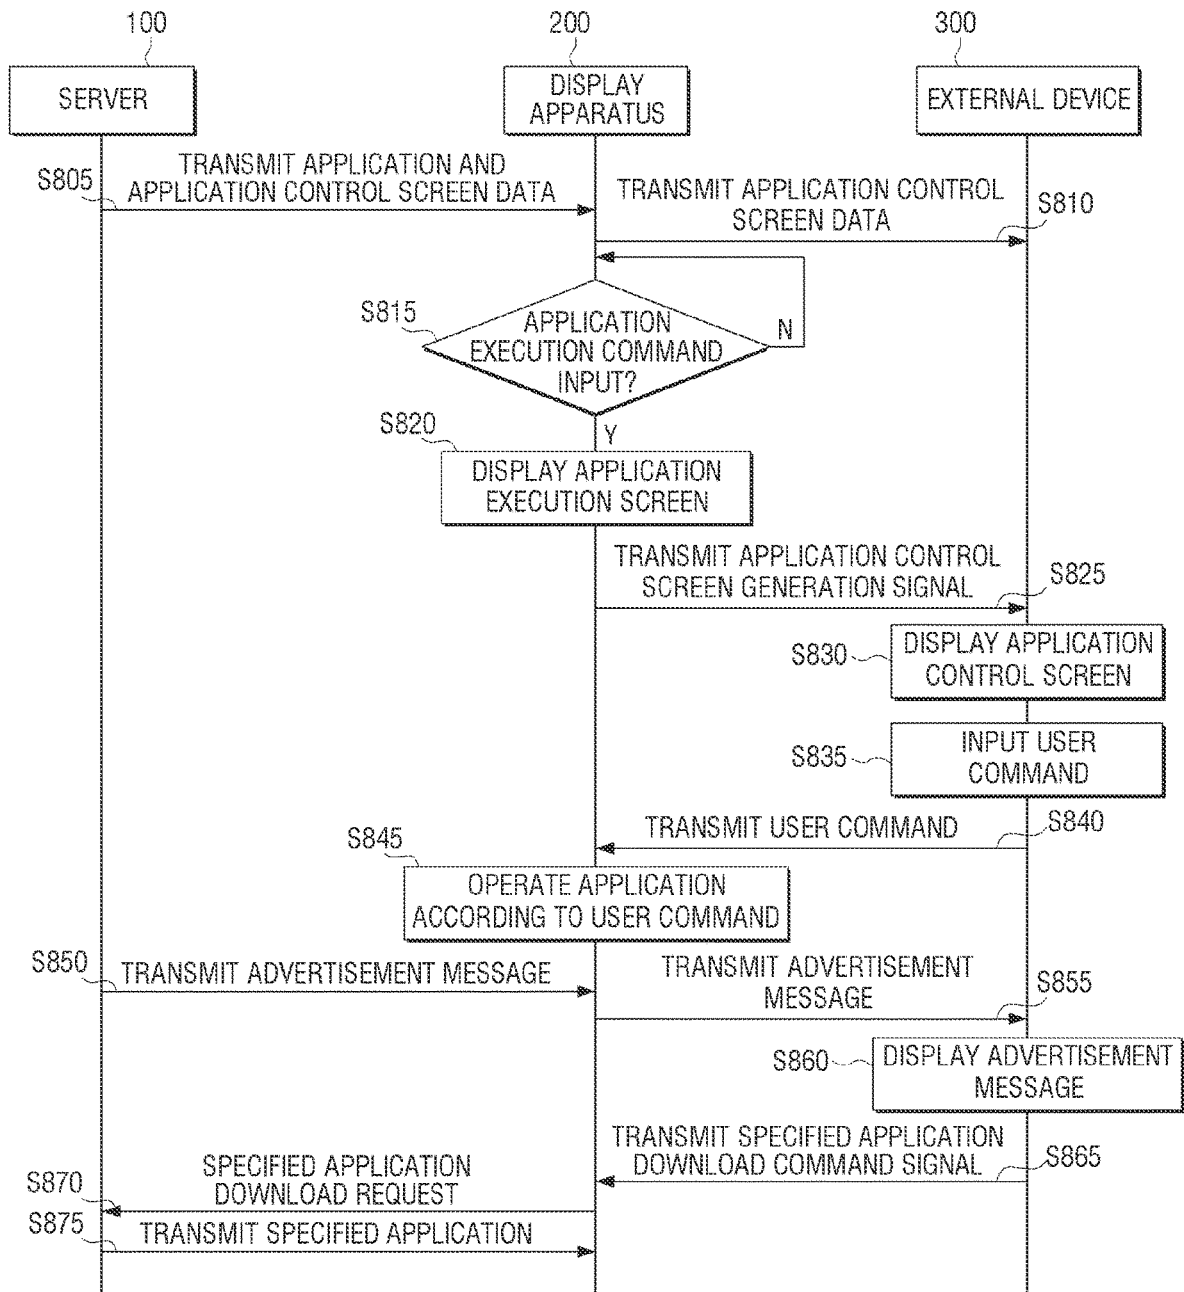 100
200
300
SERVER
DISPLAY
APPARATUS
EXTERNAL DEVICE
S805
TRANSMIT APPLICATION AND
APPLICATION CONTROL SCREEN DATA
TRANSMIT APPLICATION CONTROL
SCREEN DATA
S810
S815
APPLICATION
EXECUTION COMMAND
INPUT?
N
Y
S820
DISPLAY APPLICATION
EXECUTION SCREEN
TRANSMIT APPLICATION CONTROL
SCREEN GENERATION SIGNAL
S825
S830
DISPLAY APPLICATION
CONTROL SCREEN
S835
INPUT USER
COMMAND
TRANSMIT USER COMMAND
S840
S845
OPERATE APPLICATION
ACCORDING TO USER COMMAND
S850
TRANSMIT ADVERTISEMENT MESSAGE
TRANSMIT ADVERTISEMENT
MESSAGE
S855
S860
DISPLAY ADVERTISEMENT
MESSAGE
TRANSMIT SPECIFIED APPLICATION
DOWNLOAD COMMAND SIGNAL
S865
S870
SPECIFIED APPLICATION
DOWNLOAD REQUEST
S875
TRANSMIT SPECIFIED APPLICATION